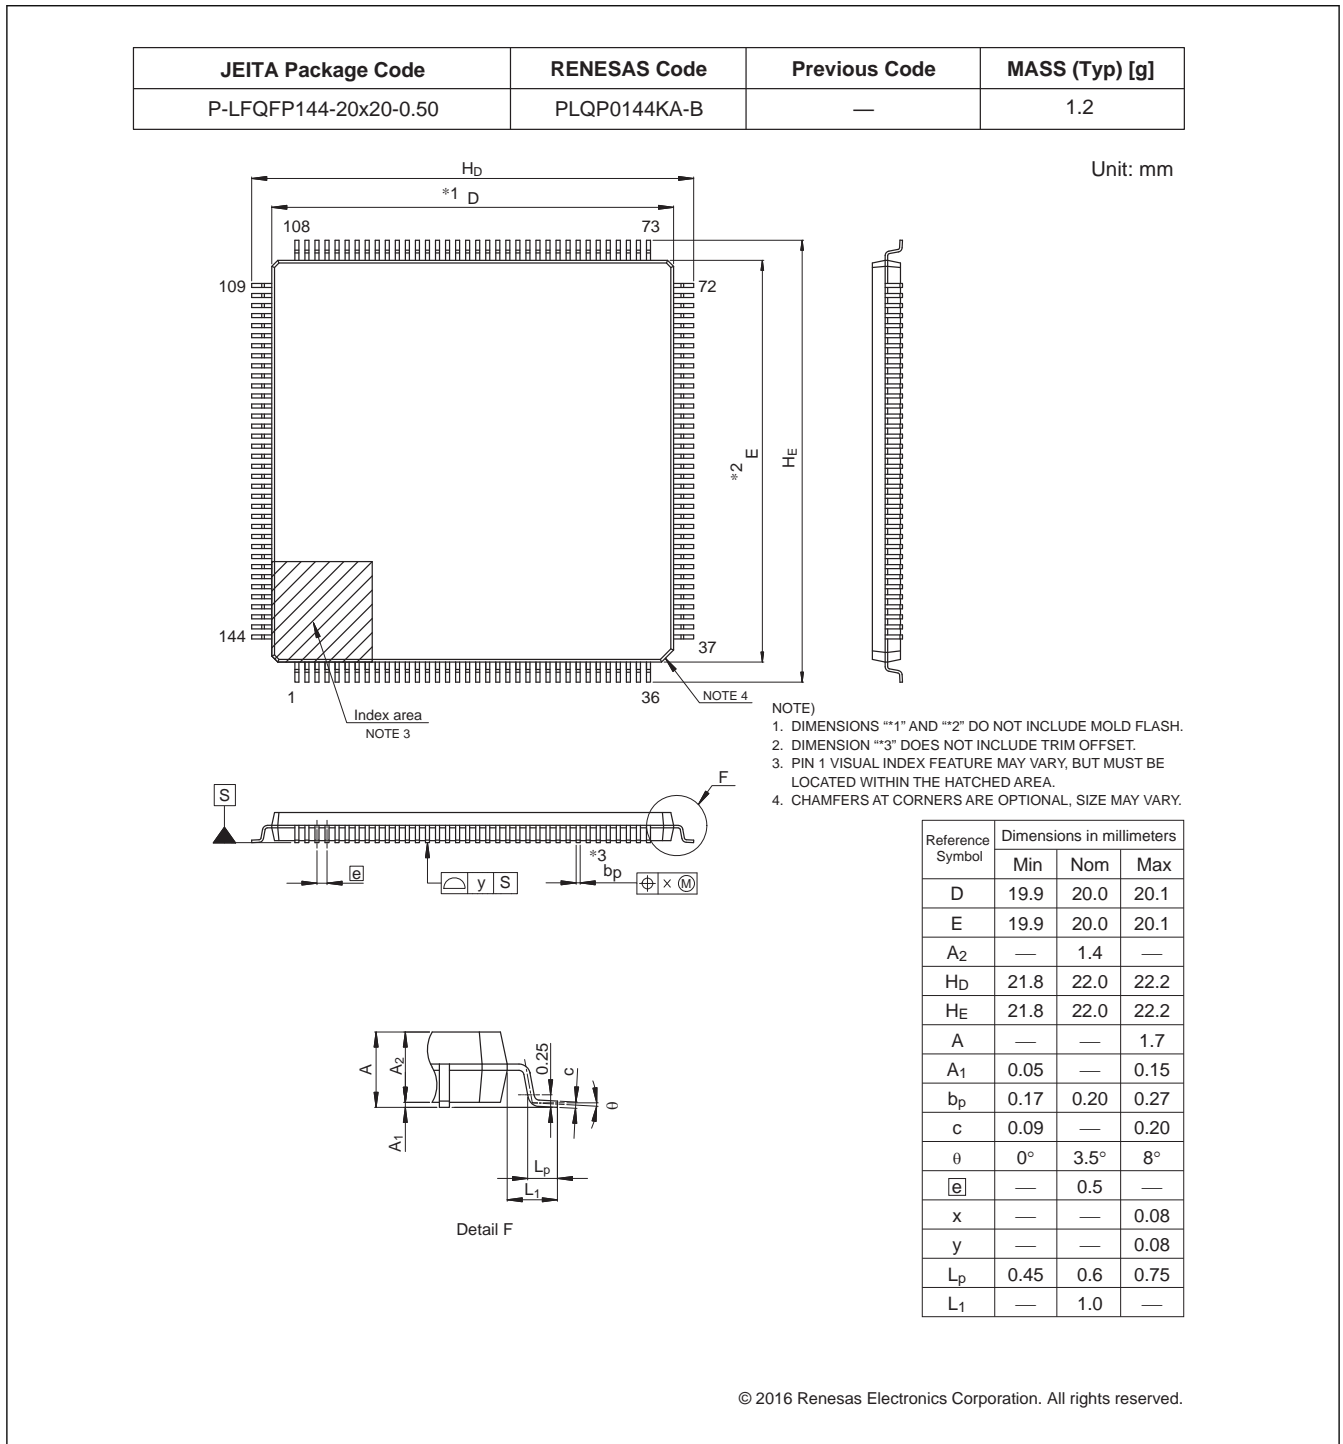 JEITA Package Code RENESAS Code Previous Code MASS (Typ) [g]
P-LFQFP144-20x20-0.50 PLQP0144KA-B — 1.2
Unit: mm
HD
*1 D
108 73
109 72
*2 E
HE
144 37
1 36
NOTE 4
Index area
NOTE 3
NOTE)
1. DIMENSIONS “*1” AND “*2” DO NOT INCLUDE MOLD FLASH.
2. DIMENSION “*3” DOES NOT INCLUDE TRIM OFFSET.
3. PIN 1 VISUAL INDEX FEATURE MAY VARY, BUT MUST BE
LOCATED WITHIN THE HATCHED AREA.
4. CHAMFERS AT CORNERS ARE OPTIONAL, SIZE MAY VARY.
S
F
e
y S
*3
bp
x M
A
A2
A1
0.25
c
θ
Lp
L1
Detail F
Reference Symbol Dimensions in millimeters
Min Nom Max
D 19.9 20.0 20.1
E 19.9 20.0 20.1
A2 — 1.4 —
HD 21.8 22.0 22.2
HE 21.8 22.0 22.2
A — — 1.7
A1 0.05 — 0.15
bp 0.17 0.20 0.27
c 0.09 — 0.20
θ 0° 3.5° 8°
e — 0.5 —
x — — 0.08
y — — 0.08
Lp 0.45 0.6 0.75
L1 — 1.0 —
© 2016 Renesas Electronics Corporation. All rights reserved.